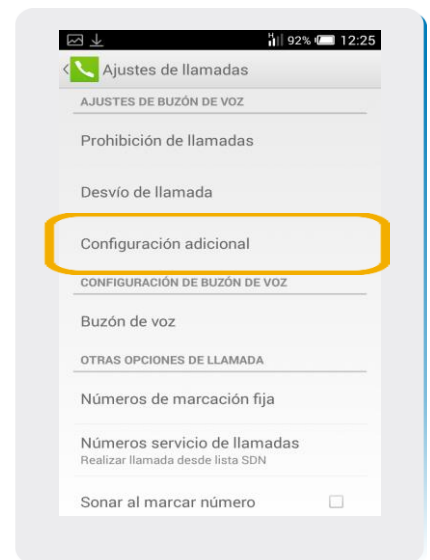 H 92% 12:25
Ajustes de llamadas
AJUSTES DE BUZÓN DE VOZ
Prohibición de llamadas
Desvío de llamada
Configuración adicional
CONFIGURACIÓN DE BUZÓN DE VOZ
Buzón de voz
OTRAS OPCIONES DE LLAMADA
Números de marcación fija
Números servicio de llamadas
Realizar llamada desde lista SDN
Sonar al marcar número